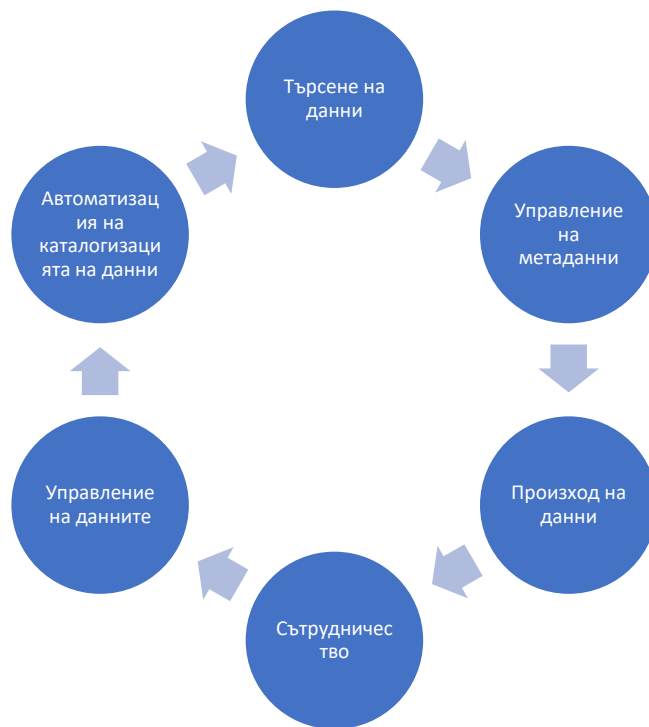 Търсене на
данни
Управление
на
метаданни
Произход на
данни
Сътрудничес
тво
Управление
на данните
Автоматизац
ия на
каталогизаци
ята на данни